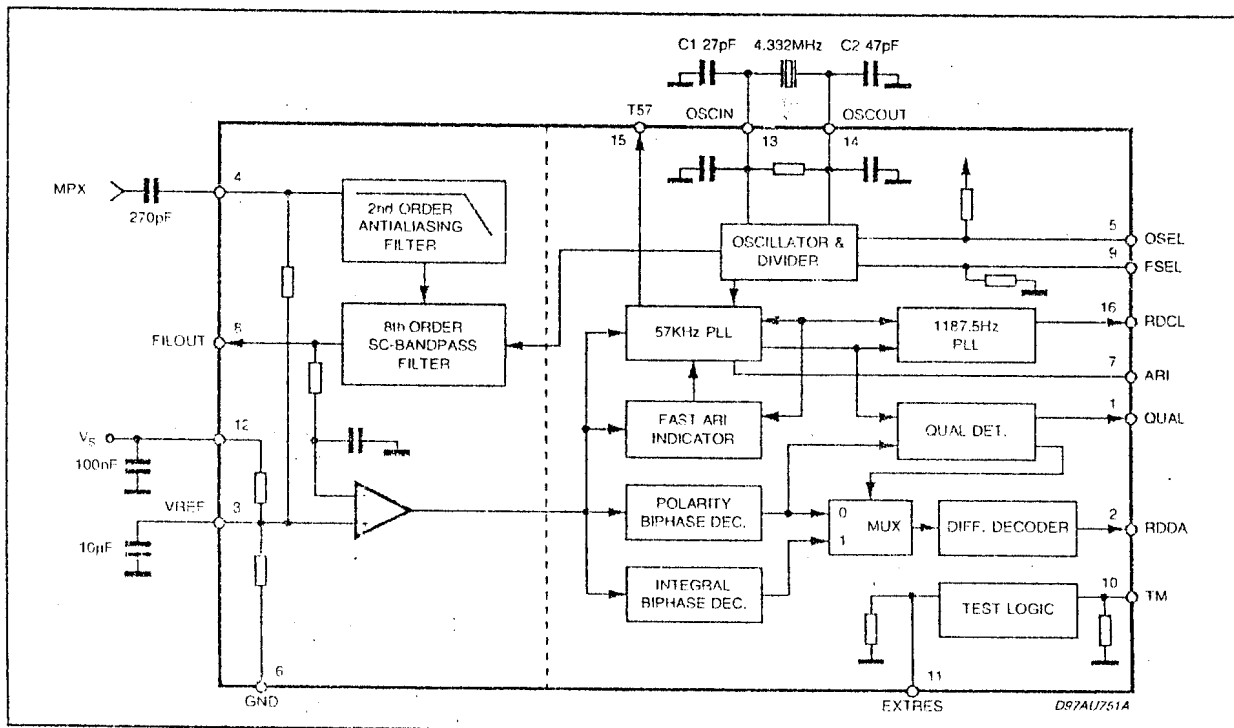 C1 27pF
4.332MHz
C2 47pF
T57
OSCIN
OSCOUT
15
13
14
MPX
270pF
4
2nd ORDER
ANTIALIASING
FILTER
OSCILLATOR &
DIVIDER
5
OSEL
9
FSEL
FILOUT
8
8th ORDER
SC-BANDPASS
FILTER
57KHz PLL
1187.5Hz
PLL
16
RDCL
7
ARI
FAST ARI
INDICATOR
QUAL DET.
1
QUAL
VS
12
100nF
VREF
3
10µF
POLARITY
BIPHASE DEC.
0
MUX
1
DIFF. DECODER
2
RDDA
INTEGRAL
BIPHASE DEC.
TEST LOGIC
10
TM
6
GND
11
EXTRES
D97AU751A